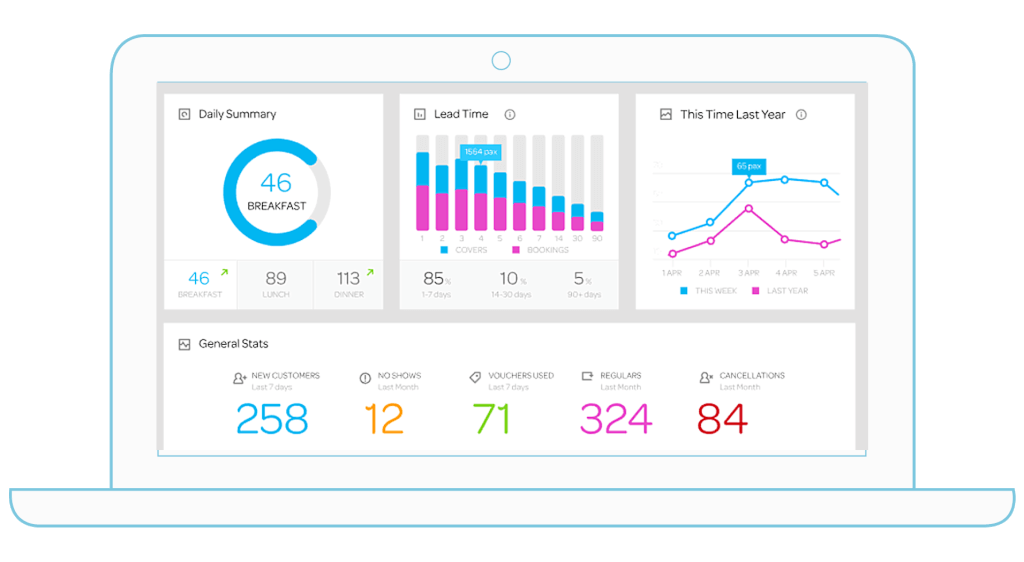 Daily Summary
46
BREAKFAST
46
BREAKFAST
89
LUNCH
113
DINNER
Lead Time
1554 pax
1 2 3 4 5 6 7 14 30 90
COVERS BOOKINGS
85%
1-7 days
10%
14-30 days
5%
90+ days
This Time Last Year
65 pax
1 APR 2 APR 3 APR 4 APR 5 APR
THIS WEEK LAST YEAR
General Stats
NEW CUSTOMERS
Last 7 days
258
NO SHOWS
Last Month
12
VOUCHERS USED
Last 7 days
71
REGULARS
Last Month
324
CANCELLATIONS
Last Month
84